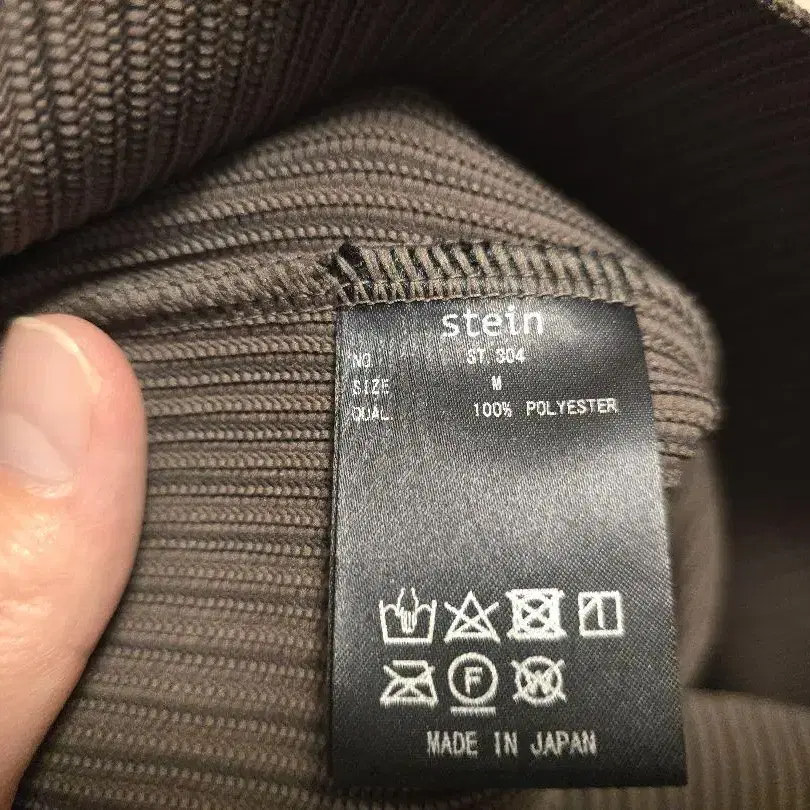 stein
NO ST 304
SIZE M
QUAL 100% POLYESTER
F W
MADE IN JAPAN